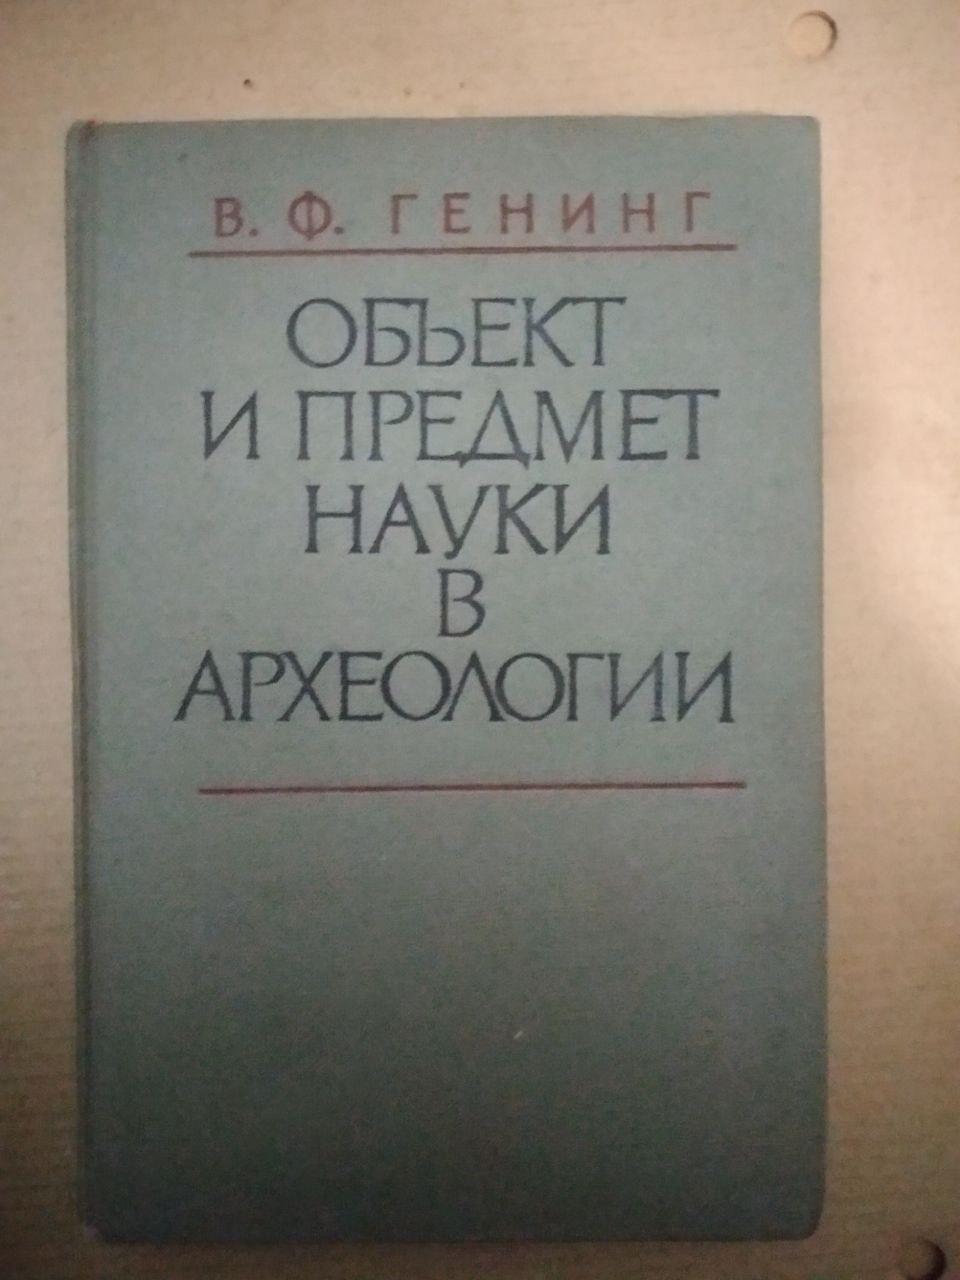 В. Ф. ГЕНИНГ
ОБЪЕКТ
И ПРЕДМЕТ
НАУКИ
В
АРХЕОЛОГИИ